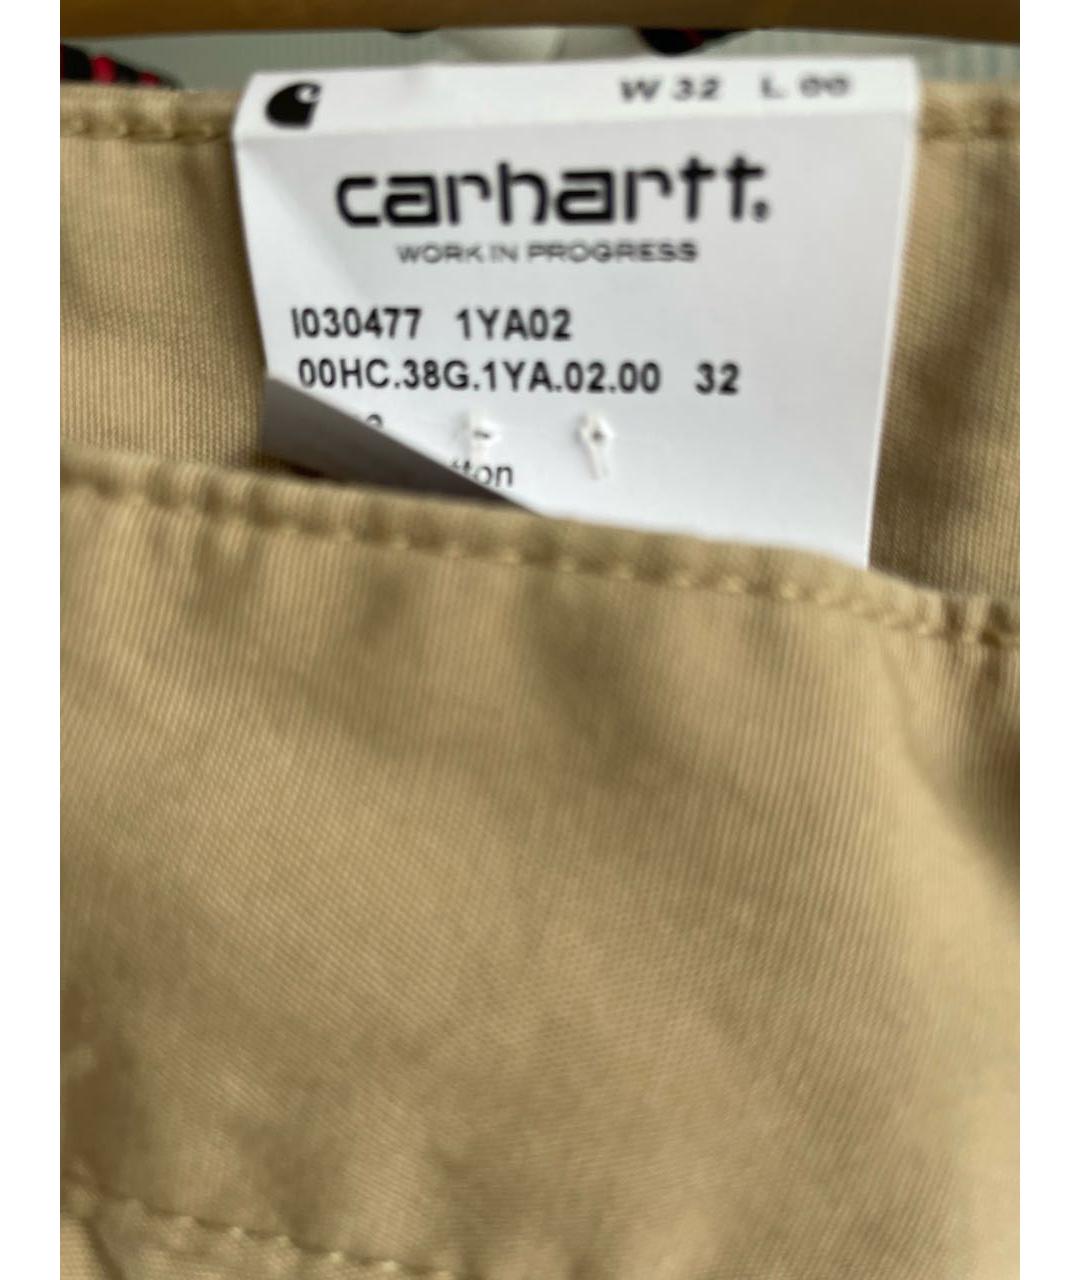 W 32 L 00
carhartt®
WORK IN PROGRESS
I030477 1YA02
00HC.38G.1YA.02.00 32